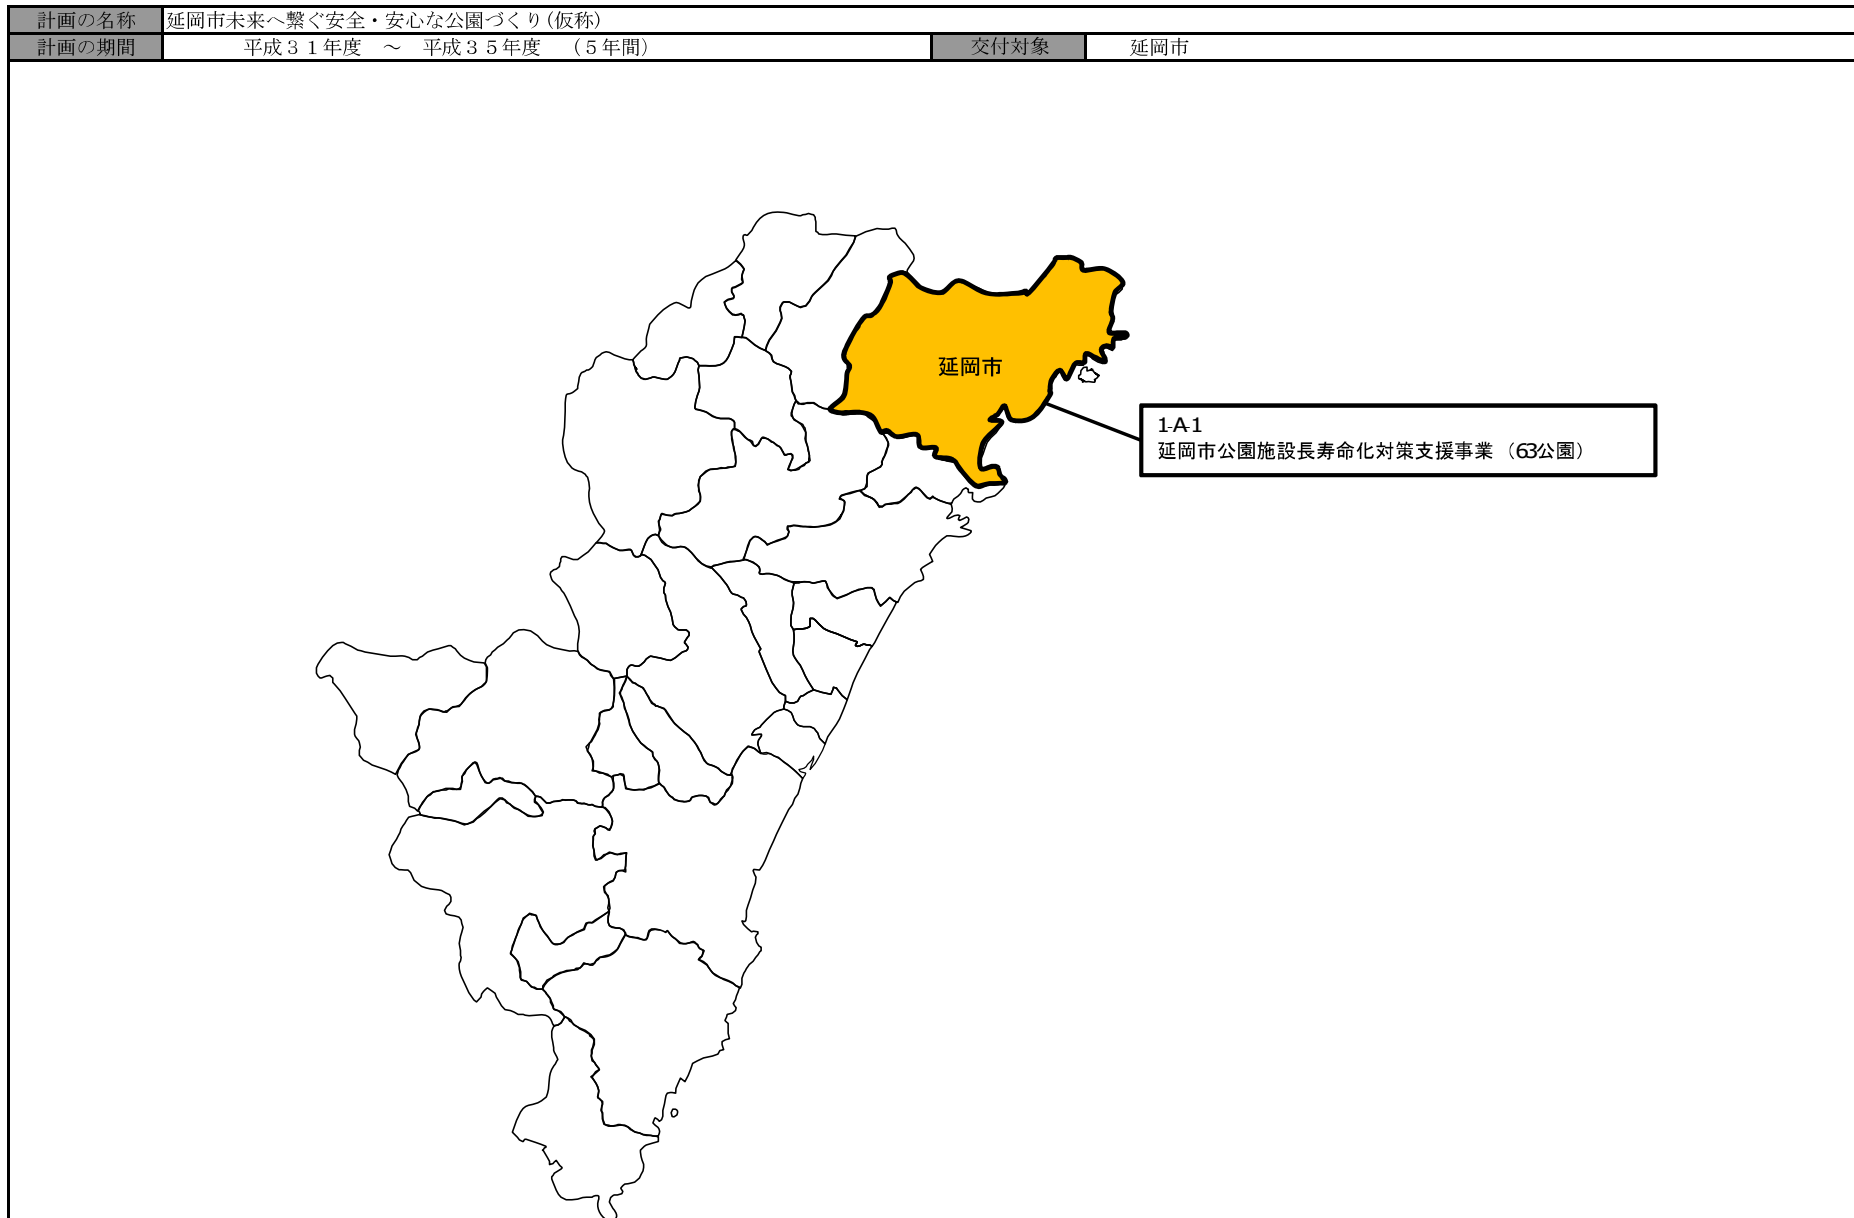 計画の名称 延岡市未来へ繋ぐ安全・安心な公園づくり(仮称)
計画の期間 平成３１年度 ～ 平成３５年度 （５年間） 交付対象 延岡市
延岡市
1-A-1
延岡市公園施設長寿命化対策支援事業（63公園）